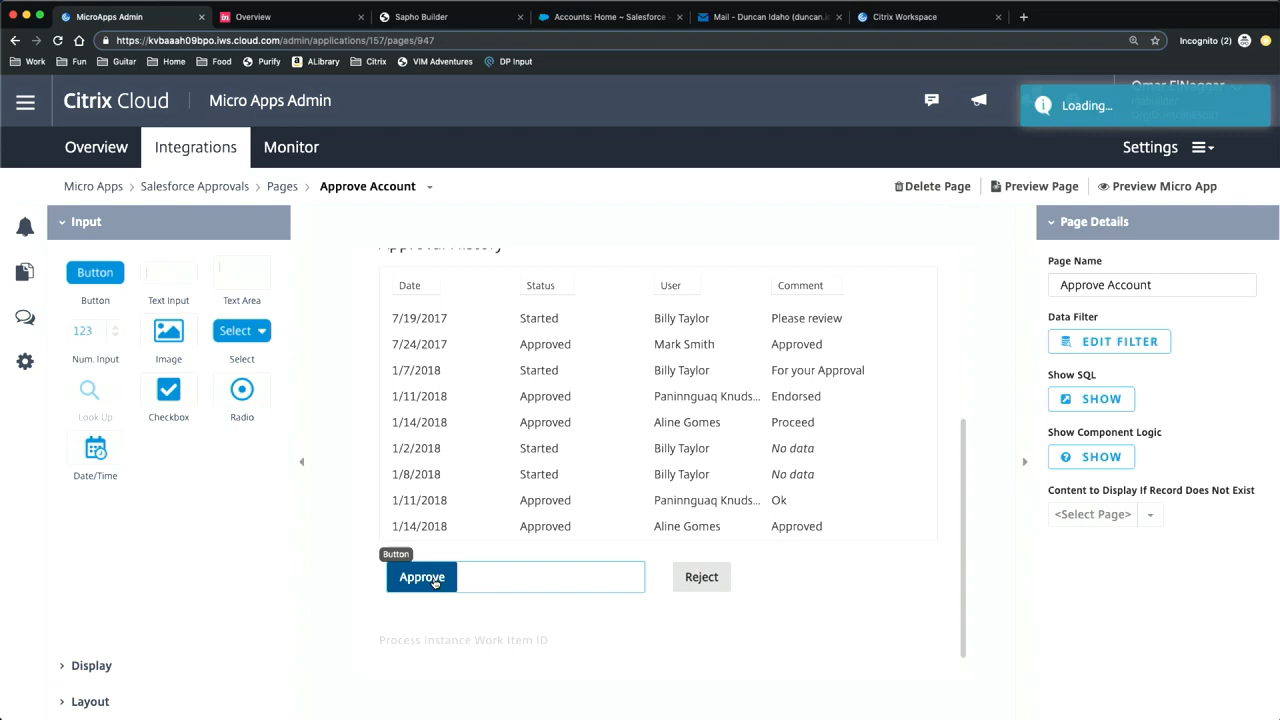 MicroApps Admin
Overview
Sapho Builder
Accounts: Home ~ Salesforce
Mail - Duncan Idaho (duncan.i
Citrix Workspace
https://kvbaaah09bpo.iws.cloud.com/admin/applications/157/pages/947
Incognito (2)
Work
Fun
Guitar
Home
Food
Purify
ALibrary
Citrix
VIM Adventures
DP Input
Citrix Cloud
Micro Apps Admin
Omar ElNaggar
Loading...
Overview
Integrations
Monitor
Settings
Micro Apps > Salesforce Approvals > Pages > Approve Account
Delete Page
Preview Page
Preview Micro App
Input
Button
Button
Text Input
Text Area
123
Select
Num. Input
Image
Select
Look Up
Checkbox
Radio
Date/Time
Display
Layout
Approval History
Date Status User Comment
7/19/2017 Started Billy Taylor Please review
7/24/2017 Approved Mark Smith Approved
1/7/2018 Started Billy Taylor For your Approval
1/11/2018 Approved Paninnguaq Knuds... Endorsed
1/14/2018 Approved Aline Gomes Proceed
1/2/2018 Started Billy Taylor No data
1/8/2018 Started Billy Taylor No data
1/11/2018 Approved Paninnguaq Knuds... Ok
1/14/2018 Approved Aline Gomes Approved
Button
Approve
Reject
Process Instance Work Item ID
Page Details
Page Name
Approve Account
Data Filter
EDIT FILTER
Show SQL
SHOW
Show Component Logic
SHOW
Content to Display If Record Does Not Exist
<Select Page>